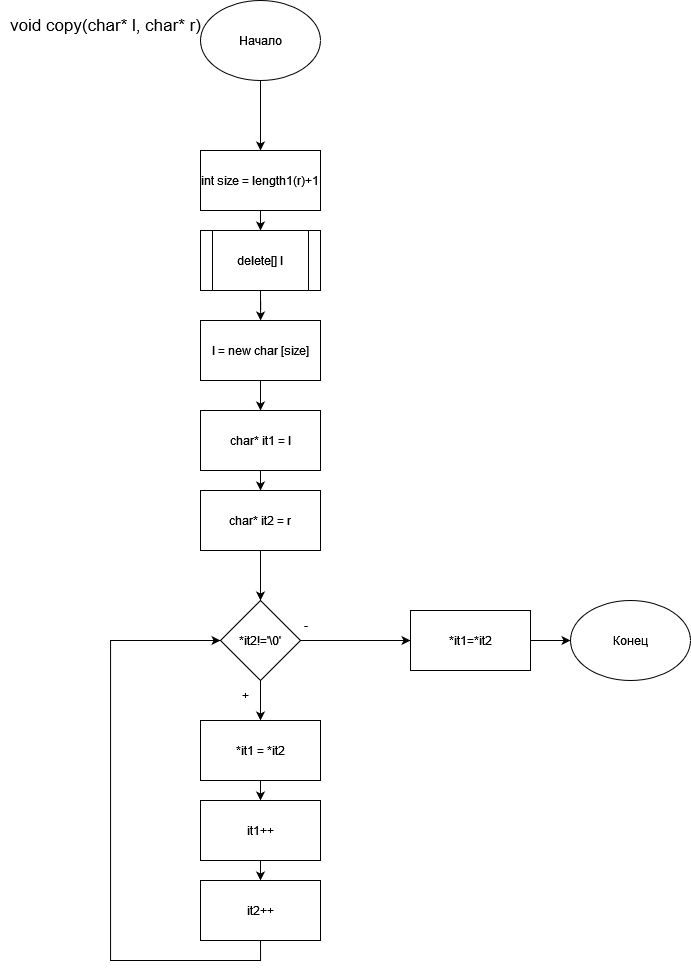 void copy(char* l, char* r)
Начало
int size = length1(r)+1
delete[] l
l = new char [size]
char* it1 = l
char* it2 = r
*it2!='\0'
-
*it1=*it2
Конец
+
*it1 = *it2
it1++
it2++